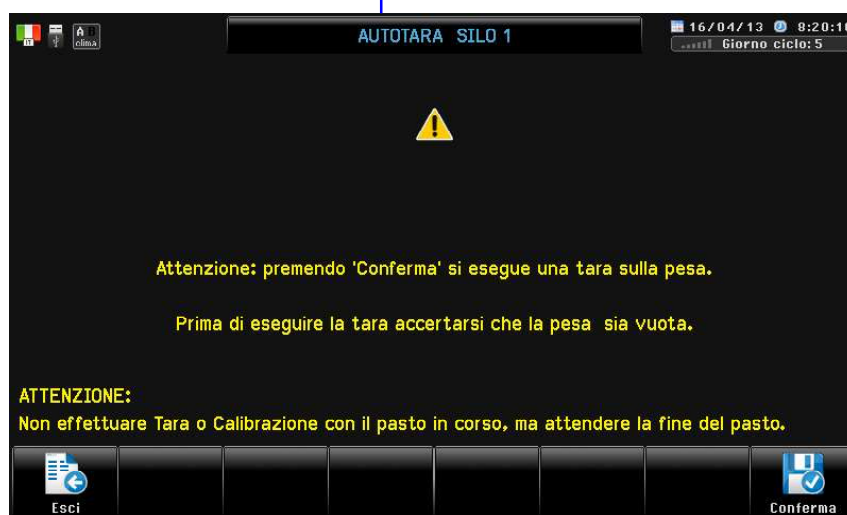 IT
A B
clima
AUTOTARA SILO 1
16/04/13 8:20:10
Giorno ciclo: 5
Attenzione: premendo 'Conferma' si esegue una tara sulla pesa.
Prima di eseguire la tara accertarsi che la pesa sia vuota.
ATTENZIONE:
Non effettuare Tara o Calibrazione con il pasto in corso, ma attendere la fine del pasto.
Esci
Conferma